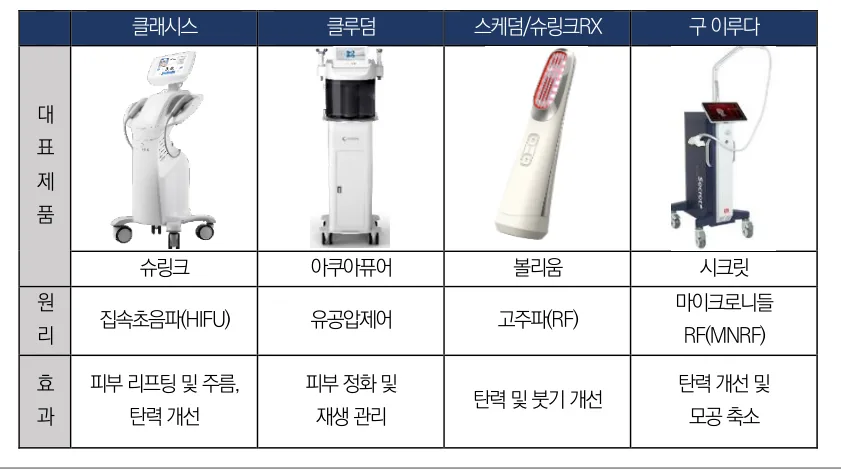 클래시스 클루덤 스케덤/슈링크RX 구 이루다
대
표
제
품
Secret
슈링크 아쿠아퓨어 볼리움 시크릿
원
리
집속초음파(HIFU) 유공압제어 고주파(RF) 마이크로니들
RF(MNRF)
효
과
피부 리프팅 및 주름,
탄력 개선
피부 정화 및
재생 관리
탄력 및 붓기 개선
탄력 개선 및
모공 축소